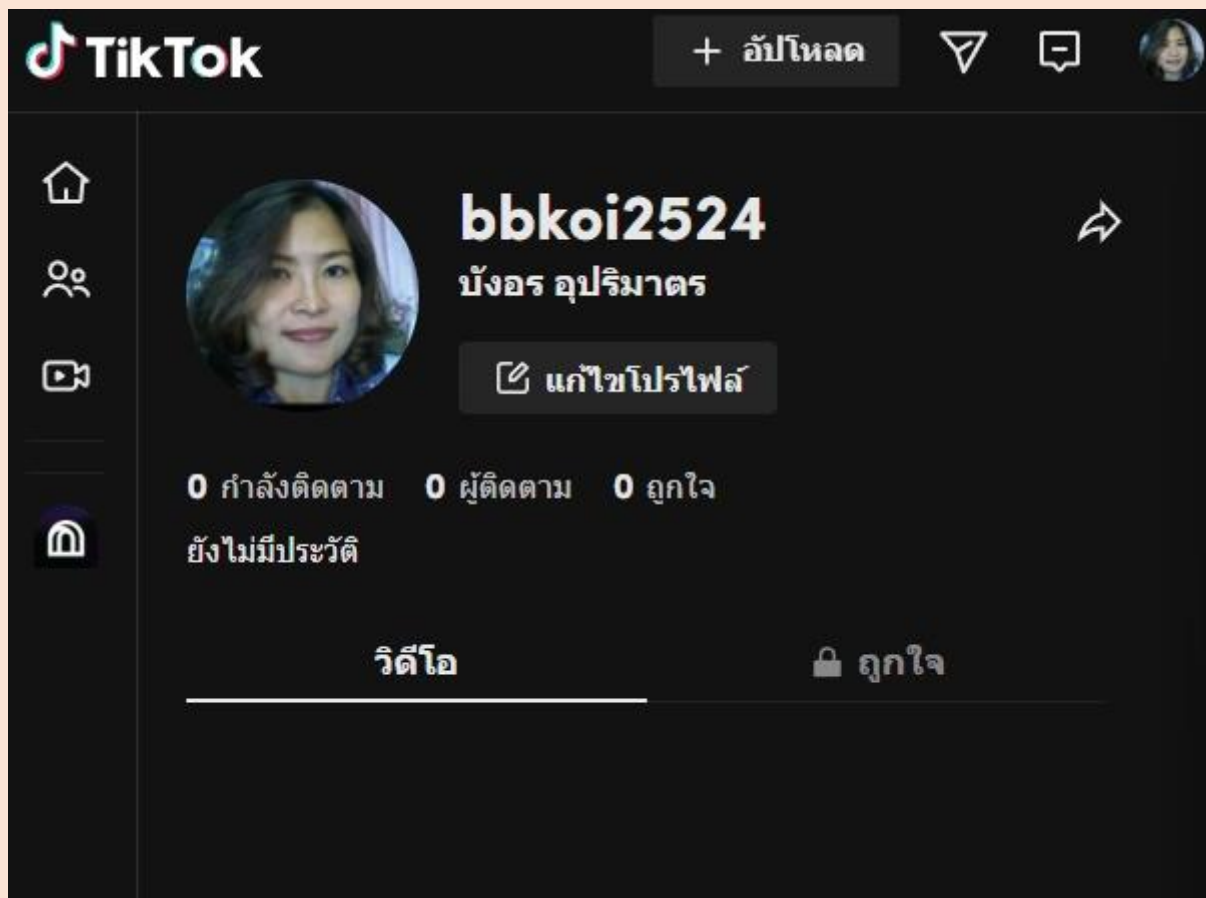 TikTok
+ อัปโหลด
bbkoi2524
บังอร อุปริมาตร
แก้ไขโปรไฟล์
0 กำลังติดตาม 0 ผู้ติดตาม 0 ถูกใจ
ยังไม่มีประวัติ
วิดีโอ ถูกใจ